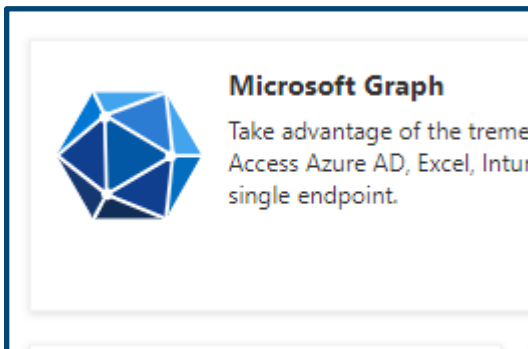 Microsoft Graph
Take advantage of the
Access Azure AD, Excel,
single endpoint.